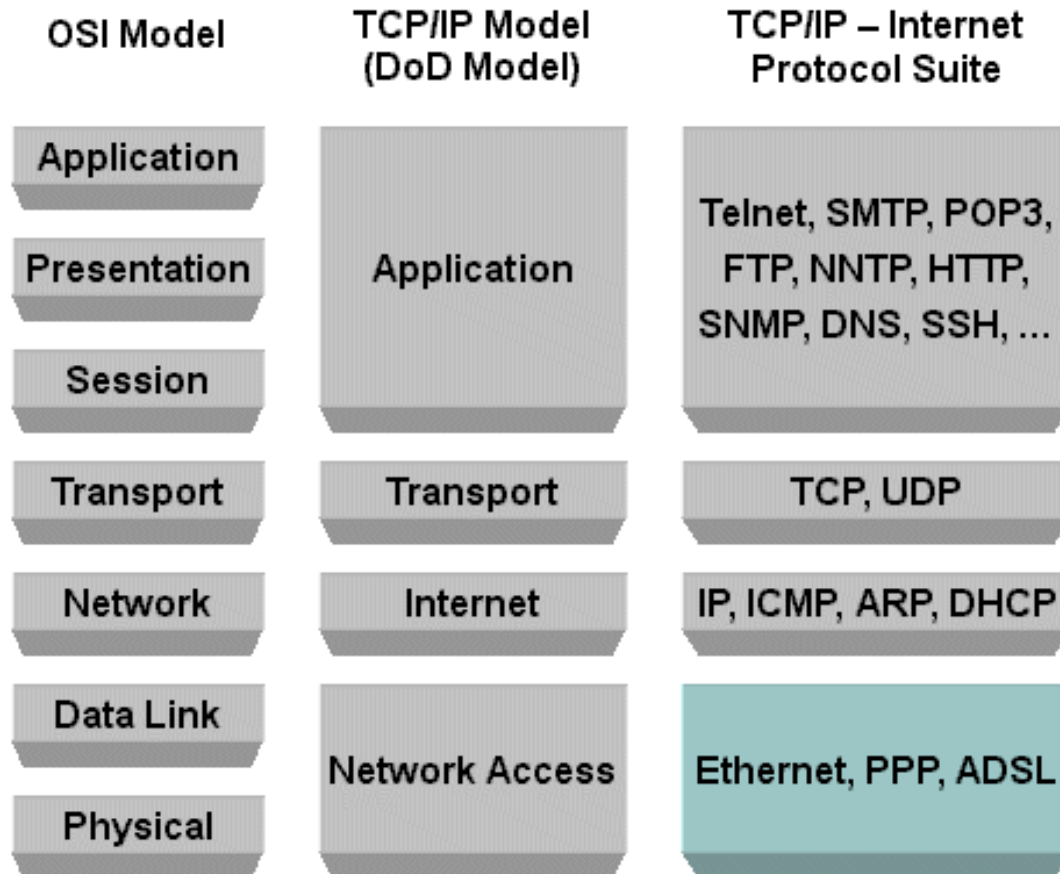 OSI Model
TCP/IP Model
(DoD Model)
TCP/IP – Internet
Protocol Suite
Application
Presentation
Session
Transport
Network
Data Link
Physical
Application
Transport
Internet
Network Access
Telnet, SMTP, POP3,
FTP, NNTP, HTTP,
SNMP, DNS, SSH, ...
TCP, UDP
IP, ICMP, ARP, DHCP
Ethernet, PPP, ADSL